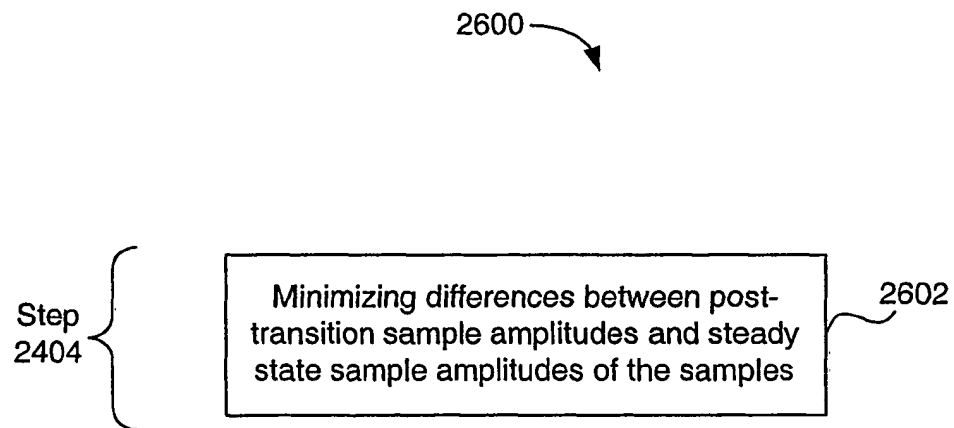 2600
Step
2404
Minimizing differences between post-
transition sample amplitudes and steady
state sample amplitudes of the samples
2602